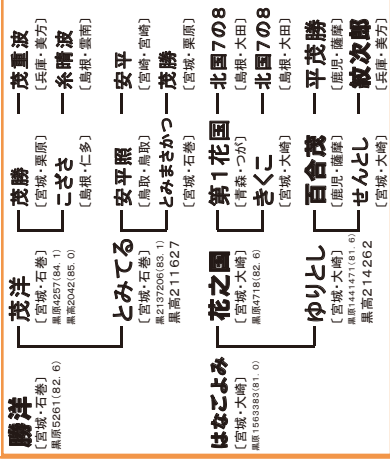 勝洋
[宮城・石巻]
黒原5261(82.6)
茂洋
[宮城・石巻]
黒原4257(84.1)
黒高2042(85.0)
茂勝
[宮城・栗原]
茂重波
[兵庫・美方]
こざさ
[島根・仁多]
糸晴波
[島根・雲南]
とみてる
[宮城・石巻]
黒2137206(83.1)
黒高211627
安平照
[鳥取・鳥取]
安平
[宮崎・宮崎]
とみまさかつ
[宮城・石巻]
茂勝
[宮城・栗原]
はなごよみ
[宮城・大崎]
黒原1563383(81.0)
花之国
[宮城・大崎]
黒原4718(82.6)
第1花国
[青森・つがる]
北国7の8
[島根・大田]
きくこ
[宮城・大崎]
北国7の8
[島根・大田]
ゆりとし
[宮城・大崎]
黒原1441471(81.6)
黒高214262
百合茂
[鹿児・薩摩]
平茂勝
[鹿児・薩摩]
せんとし
[宮城・大崎]
紋次郎
[兵庫・美方]